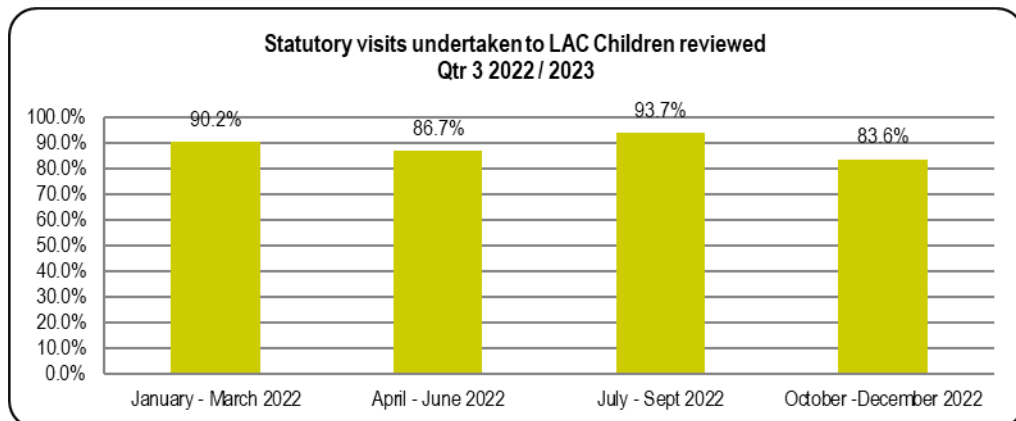 Statutory visits undertaken to LAC Children reviewed
Qtr 3 2022 / 2023
100.0%
90.0%
80.0%
70.0%
60.0%
50.0%
40.0%
30.0%
20.0%
10.0%
0.0%
90.2%
86.7%
93.7%
83.6%
January - March 2022
April - June 2022
July - Sept 2022
October -December 2022